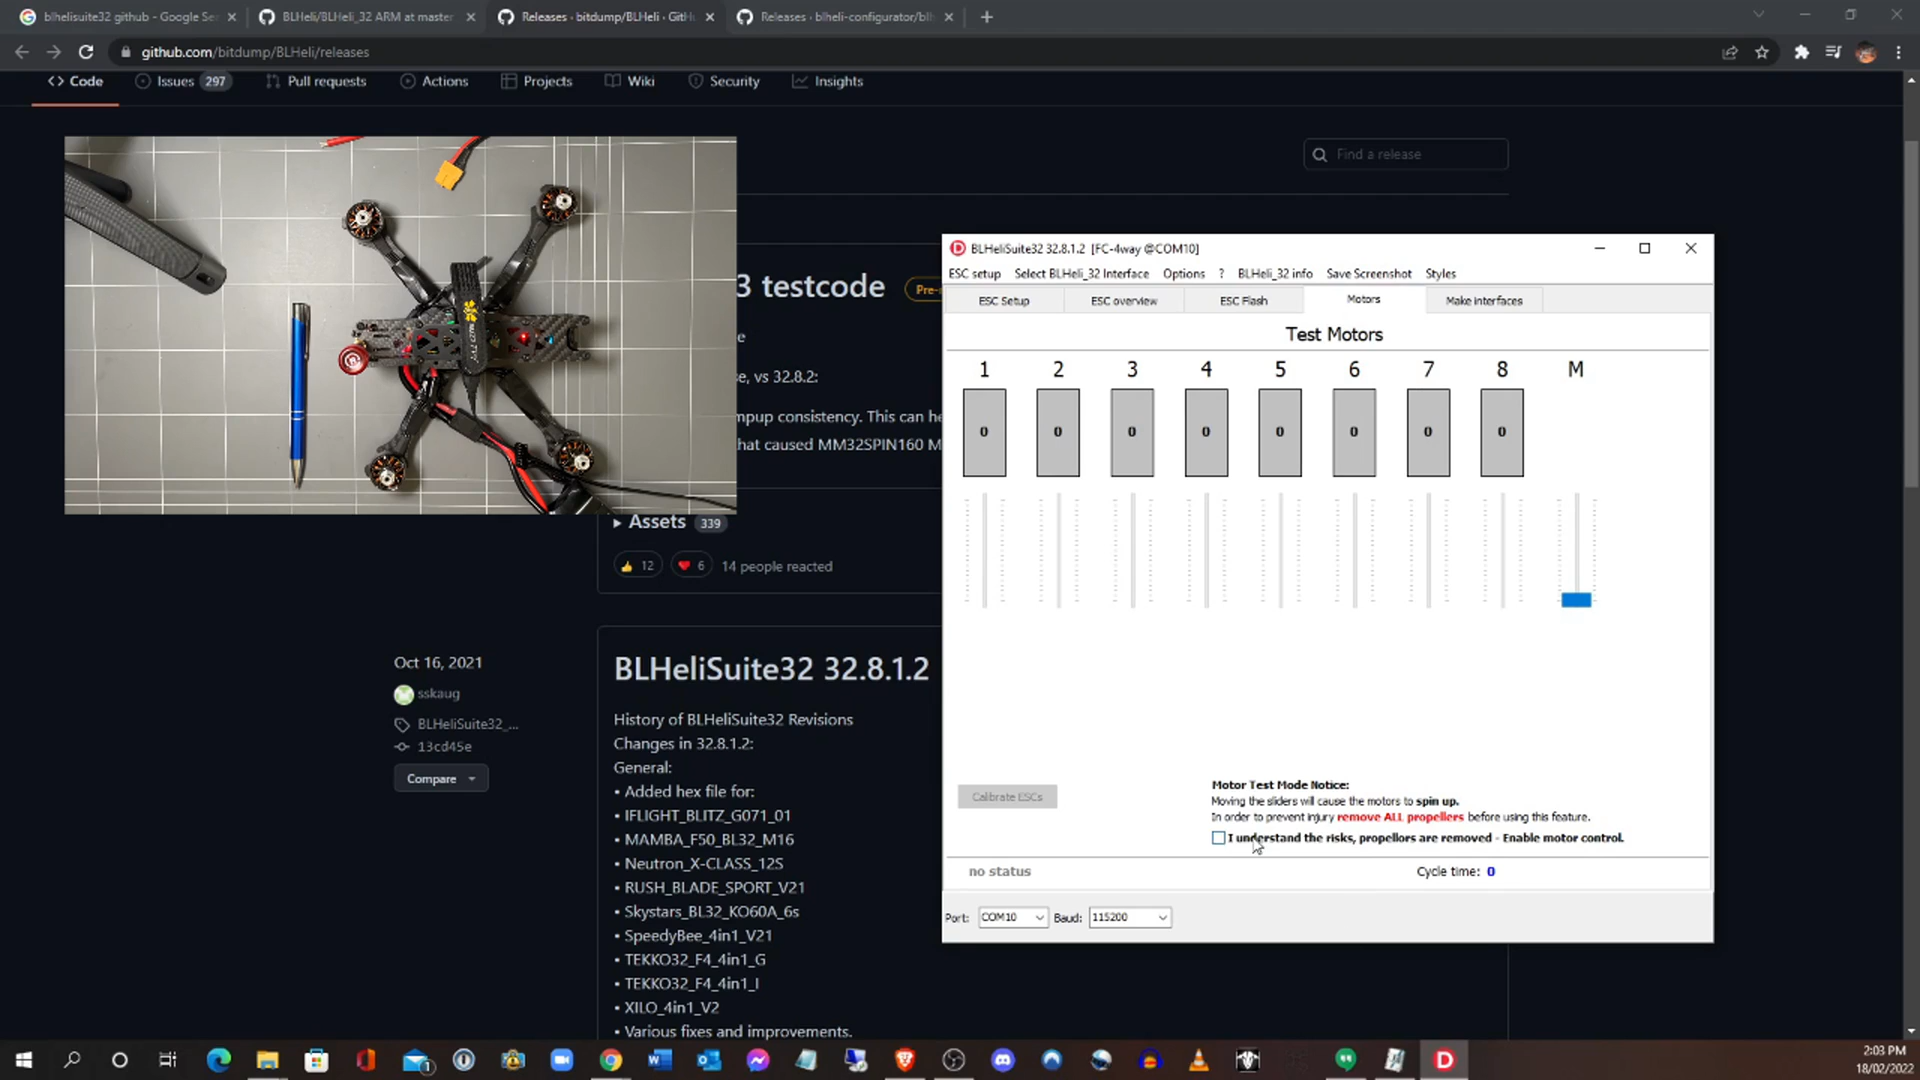 blhelisuite32 github - Google Se
BLHeli/BLHeli_32 ARM at master
Releases · bitdump/BLHeli · GitH
Releases · blheli-configurator/blh
github.com/bitdump/BLHeli/releases
Code
Issues 297
Pull requests
Actions
Projects
Wiki
Security
Insights
Find a release
3 testcode
Pre-
e, vs 32.8.2:
mpup consistency. This can he
hat caused MM32SPIN160 M
Assets 339
12
6
14 people reacted
Oct 16, 2021
sskaug
BLHeliSuite32_...
13cd45e
Compare
BLHeliSuite32 32.8.1.2
History of BLHeliSuite32 Revisions
Changes in 32.8.1.2:
General:
• Added hex file for:
• IFLIGHT_BLITZ_G071_01
• MAMBA_F50_BL32_M16
• Neutron_X-CLASS_12S
• RUSH_BLADE_SPORT_V21
• Skystars_BL32_KO60A_6s
• SpeedyBee_4in1_V21
• TEKKO32_F4_4in1_G
• TEKKO32_F4_4in1_I
• XILO_4in1_V2
• Various fixes and improvements.
BLHeliSuite32 32.8.1.2 [FC-4way @COM10]
ESC setup Select BLHeli_32 Interface Options ? BLHeli_32 info Save Screenshot Styles
ESC Setup
ESC overview
ESC Flash
Motors
Make interfaces
Test Motors
1 2 3 4 5 6 7 8 M
0 0 0 0 0 0 0 0
Calibrate ESCs
Motor Test Mode Notice:
Moving the sliders will cause the motors to spin up.
In order to prevent injury remove ALL propellers before using this feature.
I understand the risks, propellors are removed - Enable motor control.
no status
Cycle time: 0
Port: COM10 Baud: 115200
2:03 PM
18/02/2022